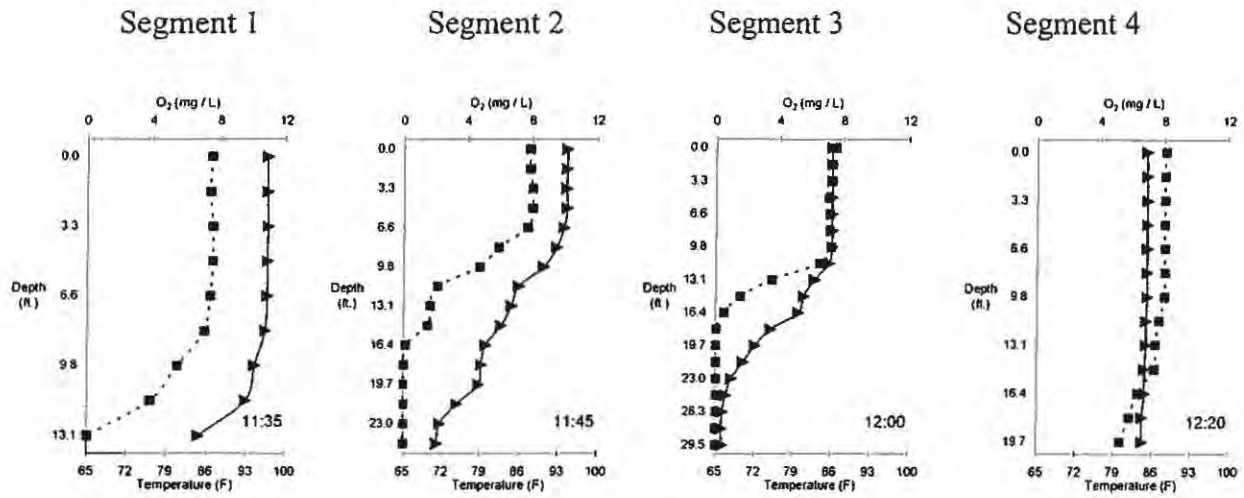 Segment 1
Segment 2
Segment 3
Segment 4
O2 (mg / L)
0 4 8 12
0.0
3.3
6.6
Depth
(ft.)
9.8
13.1
11:35
65 72 79 86 93 100
Temperature (F)
O2 (mg / L)
0 4 8 12
0.0
3.3
6.6
9.8
Depth
(ft.)
13.1
16.4
19.7
23.0
11:45
65 72 79 86 93 100
Temperature (F)
O2 (mg / L)
0 4 8 12
0.0
3.3
6.6
9.8
Depth
(ft.)
13.1
16.4
19.7
23.0
26.3
29.5
12:00
65 72 79 86 93 100
Temperature (F)
O2 (mg / L)
0 4 8 12
0.0
3.3
6.6
Depth
(ft.)
9.8
13.1
16.4
19.7
12:20
65 72 79 86 93 100
Temperature (F)